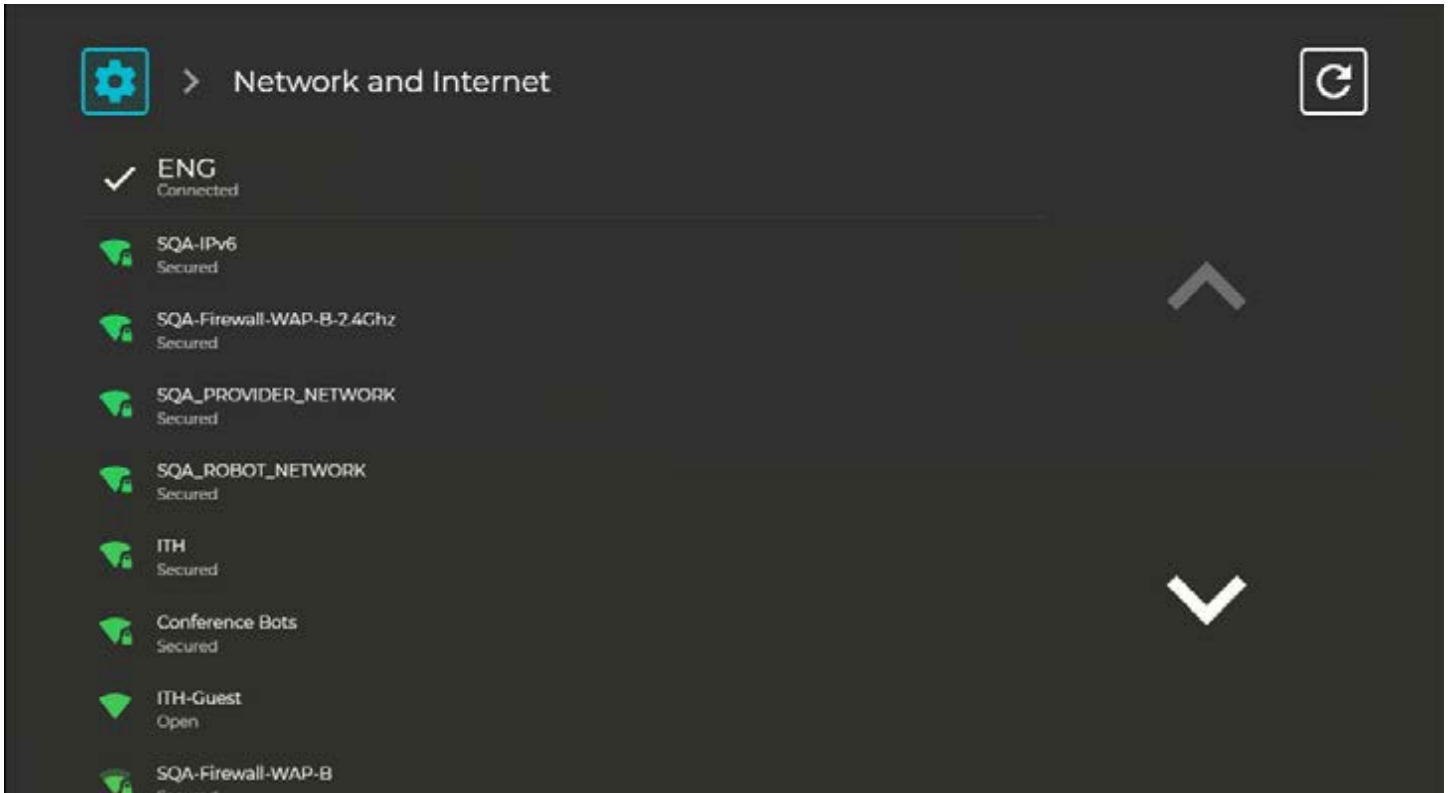 Network and Internet
ENG
Connected
SQA-IPv6
Secured
SQA-Firewall-WAP-B-2.4Ghz
Secured
SQA_PROVIDER_NETWORK
Secured
SQA_ROBOT_NETWORK
Secured
ITH
Secured
Conference Bots
Secured
ITH-Guest
Open
SQA-Firewall-WAP-B